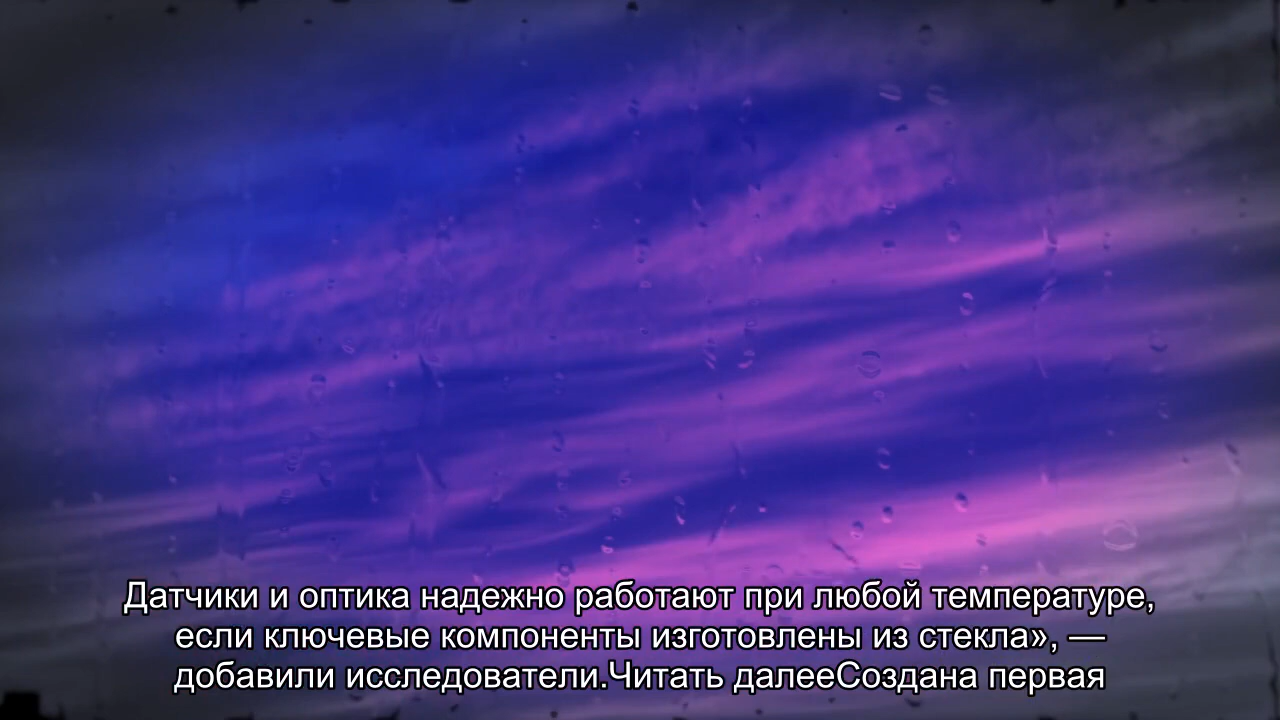 Датчики и оптика надежно работают при любой температуре,
если ключевые компоненты изготовлены из стекла», —
добавили исследователи.Читать далееСоздана первая